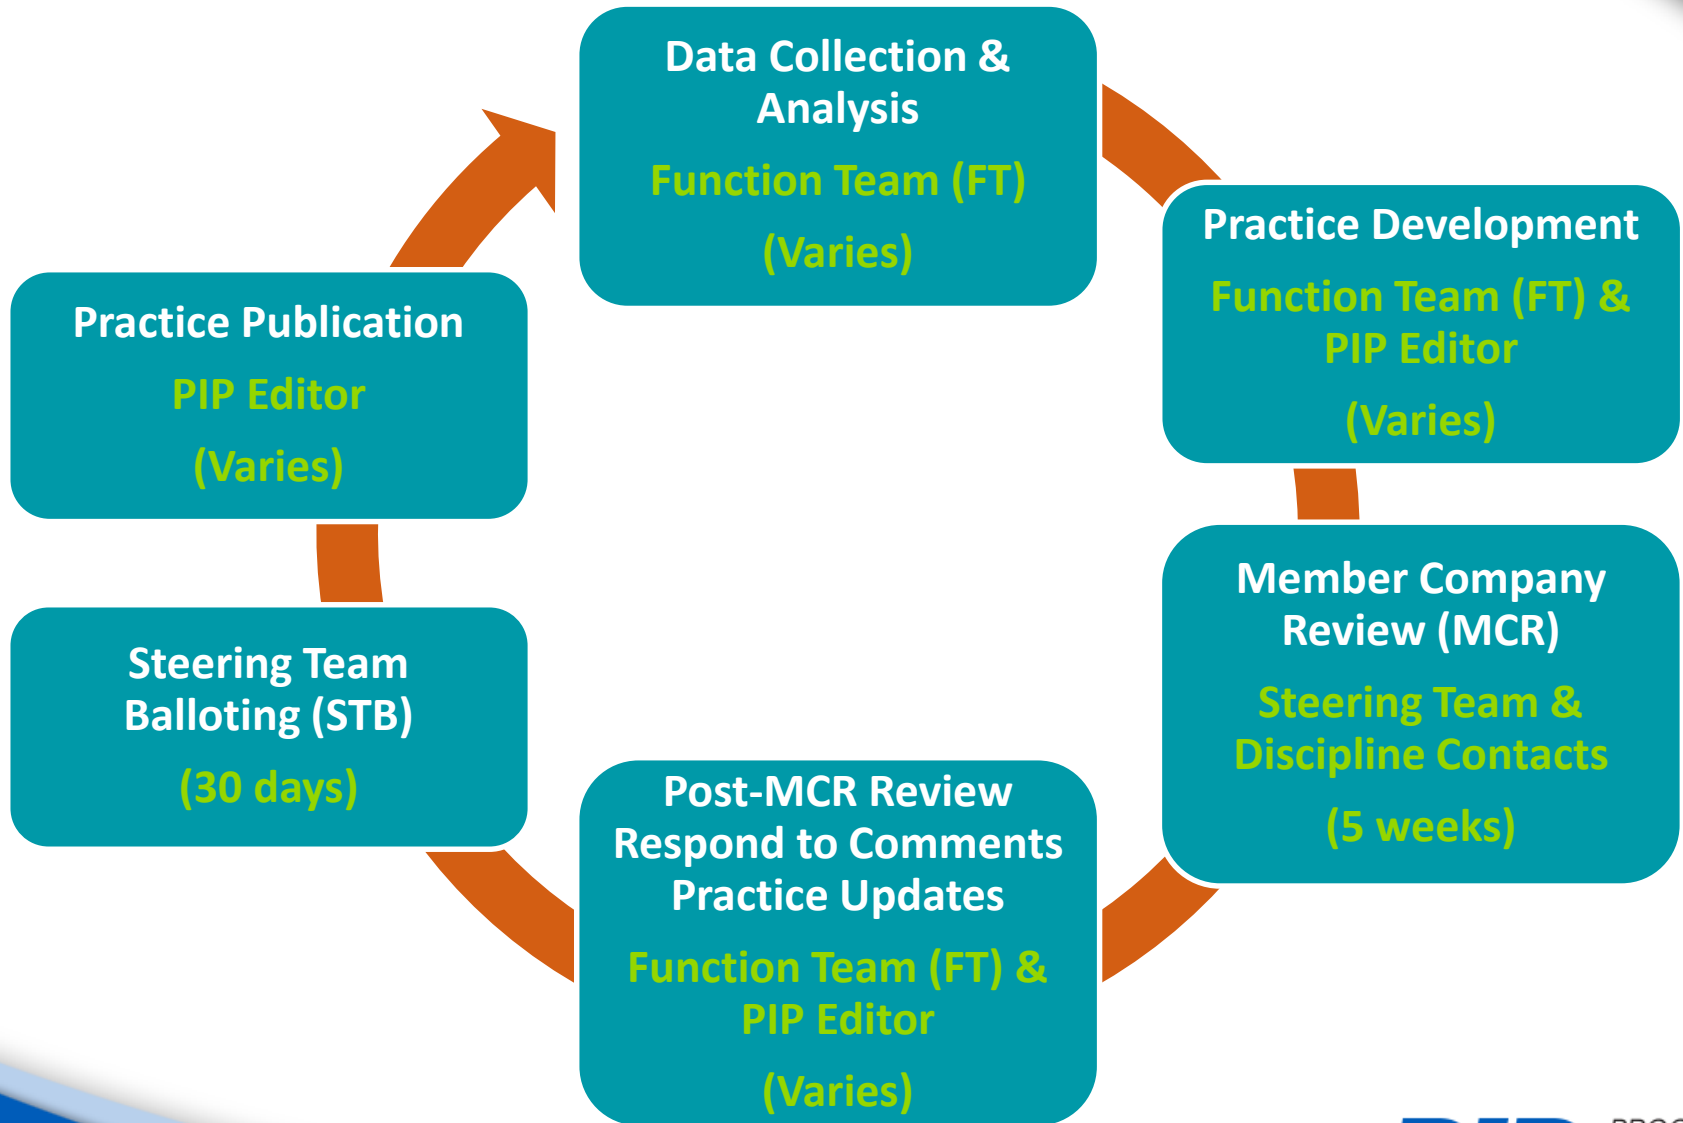 Data Collection &
Analysis
Function Team (FT)
(Varies)
Practice Development
Function Team (FT) &
PIP Editor
(Varies)
Member Company
Review (MCR)
Steering Team &
Discipline Contacts
(5 weeks)
Post-MCR Review
Respond to Comments
Practice Updates
Function Team (FT) &
PIP Editor
(Varies)
Steering Team
Balloting (STB)
(30 days)
Practice Publication
PIP Editor
(Varies)